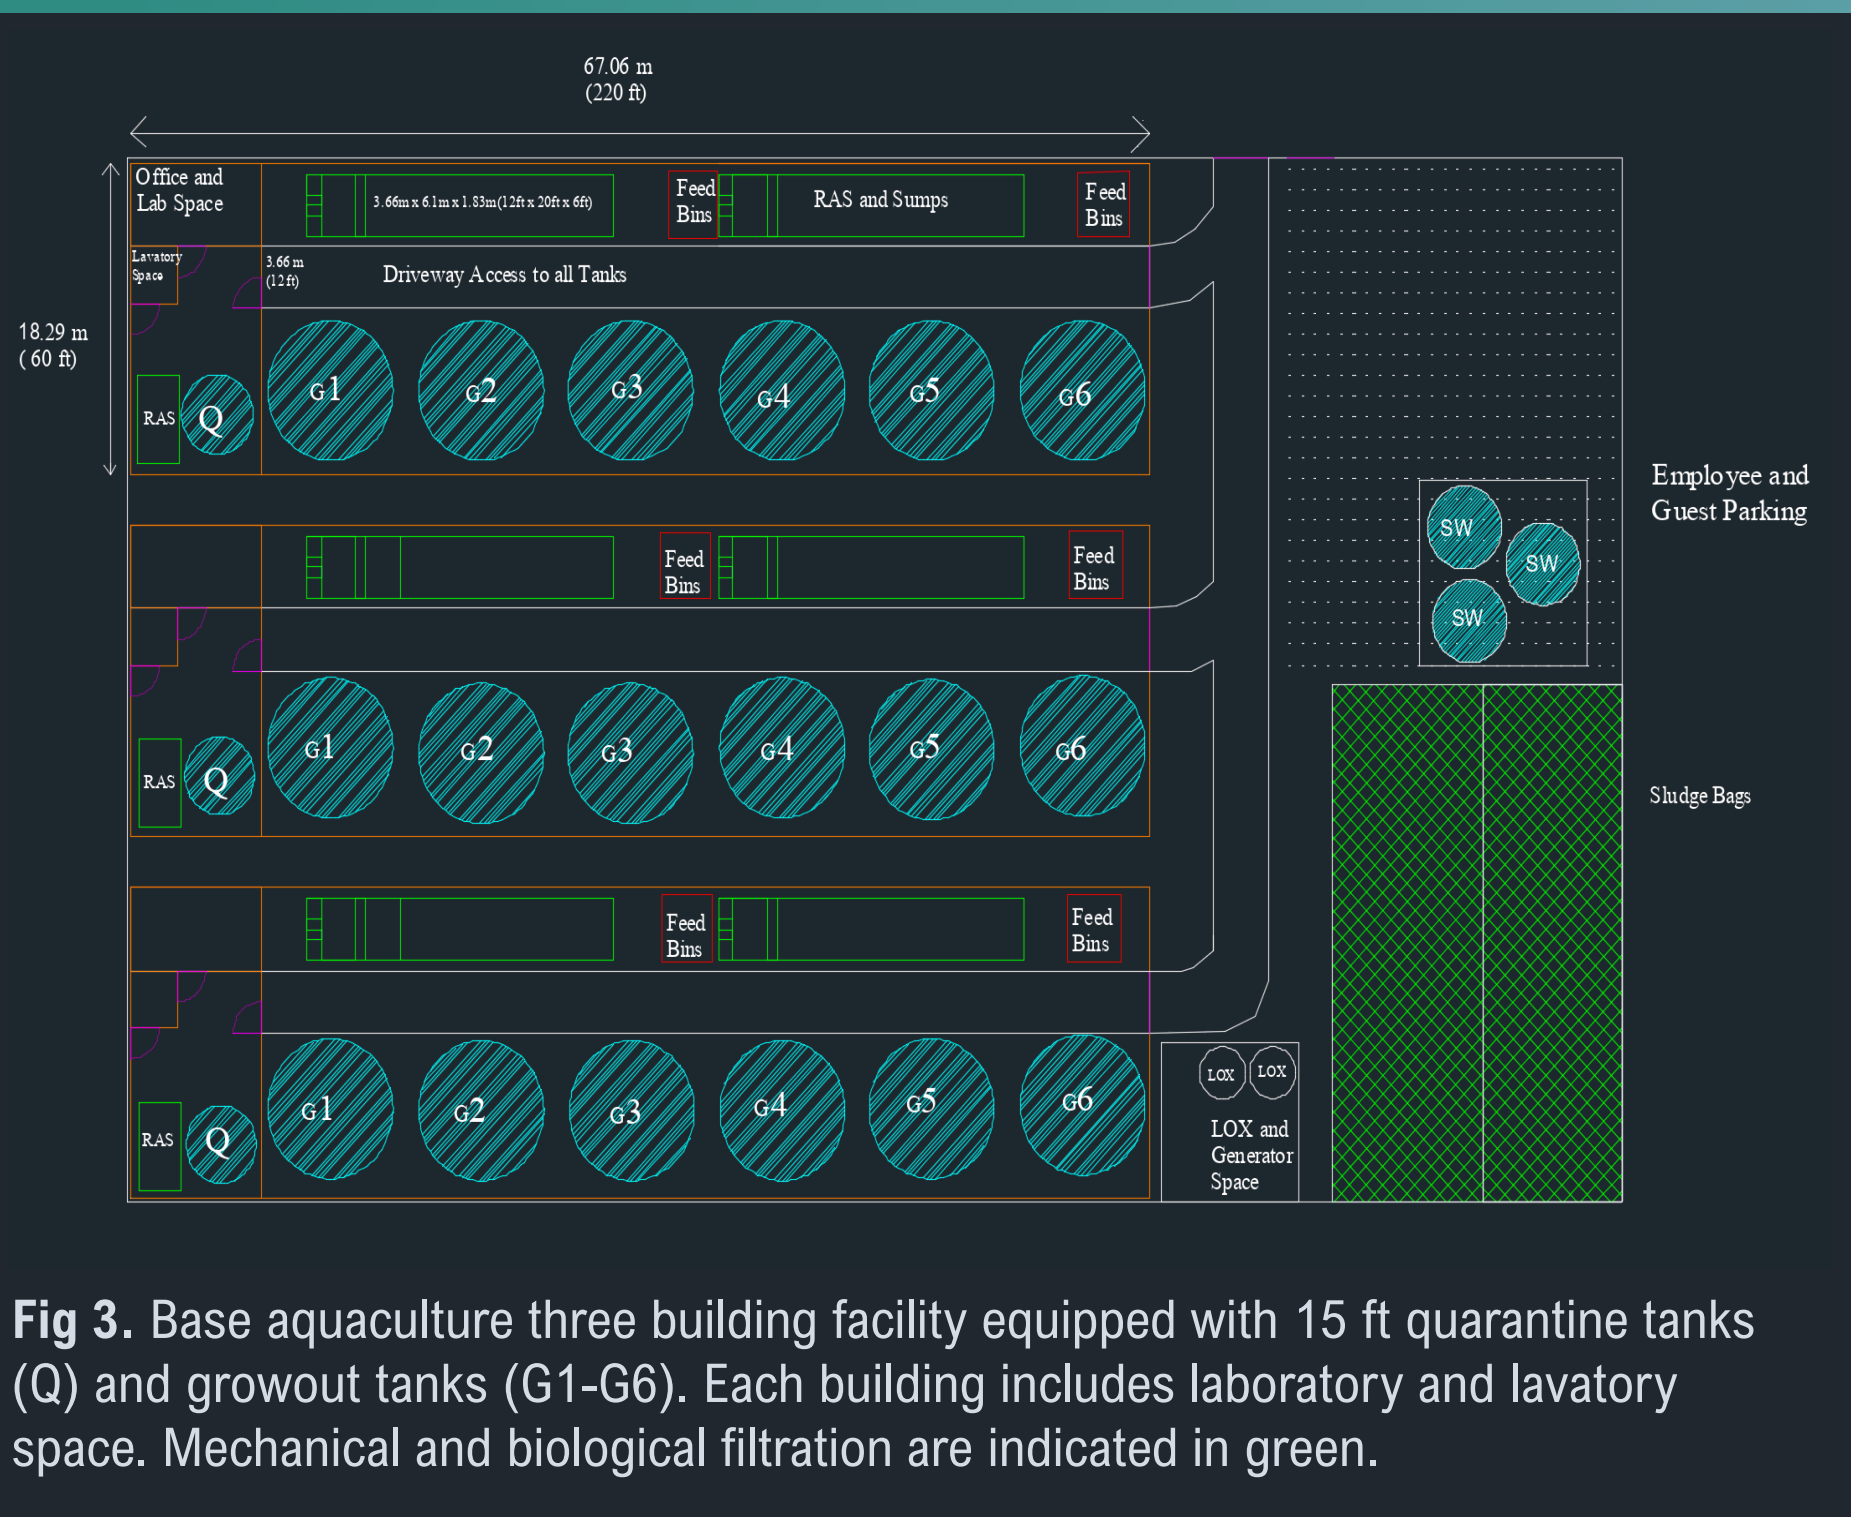 67.06 m
(220 ft)
Office and
Lab Space
3.66m x 6.1m x 1.83m(12ft x 20ft x 6ft)
Feed
Bins
RAS and Sumps
Feed
Bins
Lavatory
Space
3.66 m
(12 ft)
Driveway Access to all Tanks
18.29 m
( 60 ft)
RAS
Q
G1
G2
G3
G4
G5
G6
Employee and
Guest Parking
SW
SW
SW
Feed
Bins
Feed
Bins
RAS
Q
G1
G2
G3
G4
G5
G6
Sludge Bags
Feed
Bins
Feed
Bins
RAS
Q
G1
G2
G3
G4
G5
G6
LOX
LOX
LOX and
Generator
Space
Fig 3. Base aquaculture three building facility equipped with 15 ft quarantine tanks
(Q) and growout tanks (G1-G6). Each building includes laboratory and lavatory
space. Mechanical and biological filtration are indicated in green.